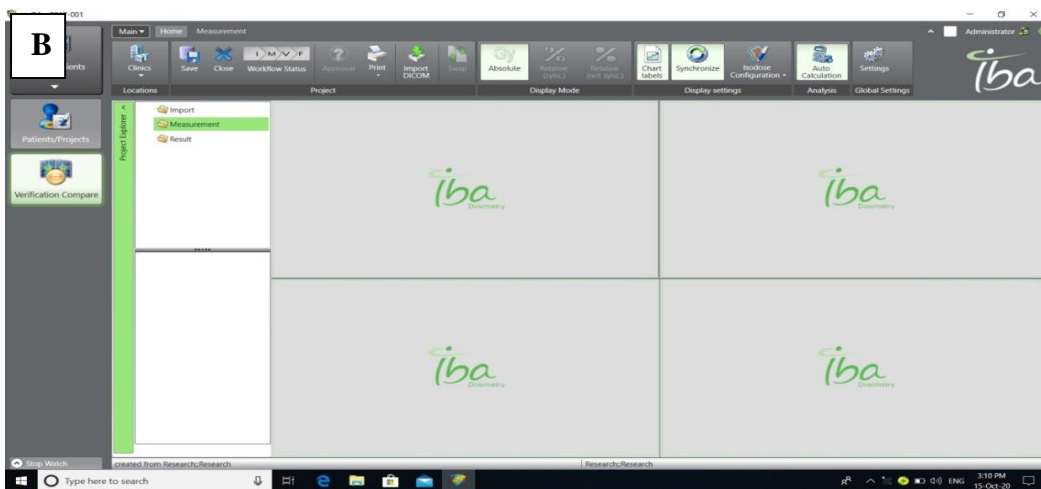 B
-001
Main Home Measurement
Administrator
Clinics Save Close Workflow Status Approval Print Import DICOM Swap Absolute Relative (sync.) Relative (not sync.) Chart labels Synchronize Isodose Configuration Auto Calculation Settings
I M V F
Gy
Locations Project Display Mode Display settings Analysis Global Settings
iba
Patients/Projects
Verification Compare
Project Explorer
Import
Measurement
Result
iba
Dosimetry
iba
Dosimetry
iba
Dosimetry
iba
Dosimetry
Stop Watch
created from Research;;Research
Type here to search
ENG
3:10 PM
15-Oct-20